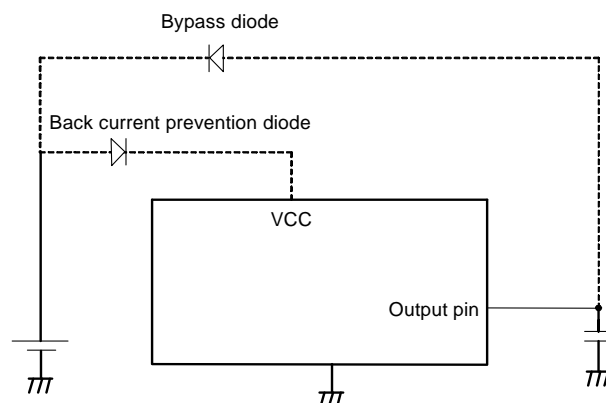 Bypass diode
Back current prevention diode
VCC
Output pin